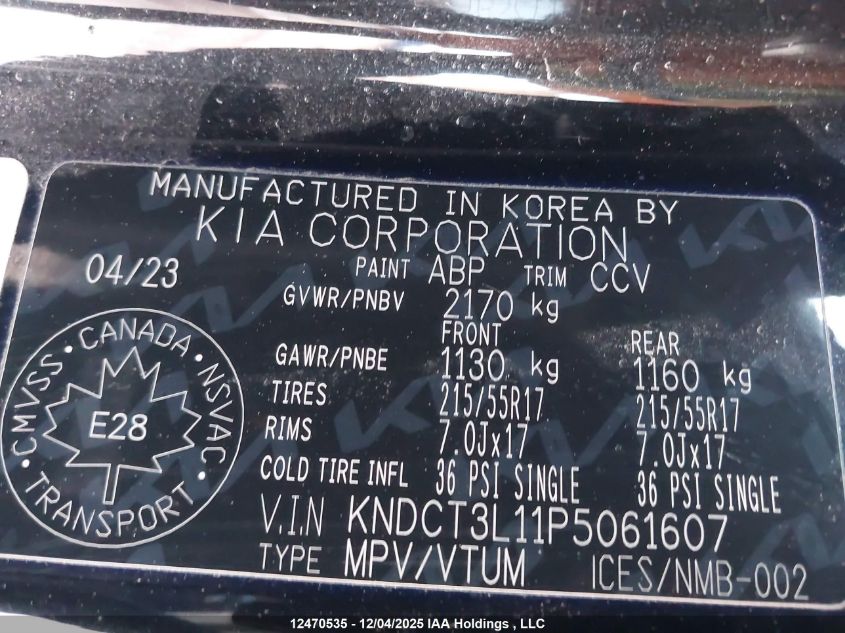 MANUFACTURED IN KOREA BY
KIA CORPORATION
04/23 PAINT ABP TRIM CCV
GVWR/PNBV 2170 kg
FRONT REAR
GAWR/PNBE 1130 kg 1160 kg
TIRES 215/55R17 215/55R17
RIMS 7.0Jx17 7.0Jx17
COLD TIRE INFL 36 PSI SINGLE 36 PSI SINGLE
V.I.N KNDCT3L11P5061607
TYPE MPV/VTUM ICES/NMB-002
CMVSS · CANADA · NSVAC · TRANSPORT ·
E28
12470535 - 12/04/2025 IAA Holdings , LLC